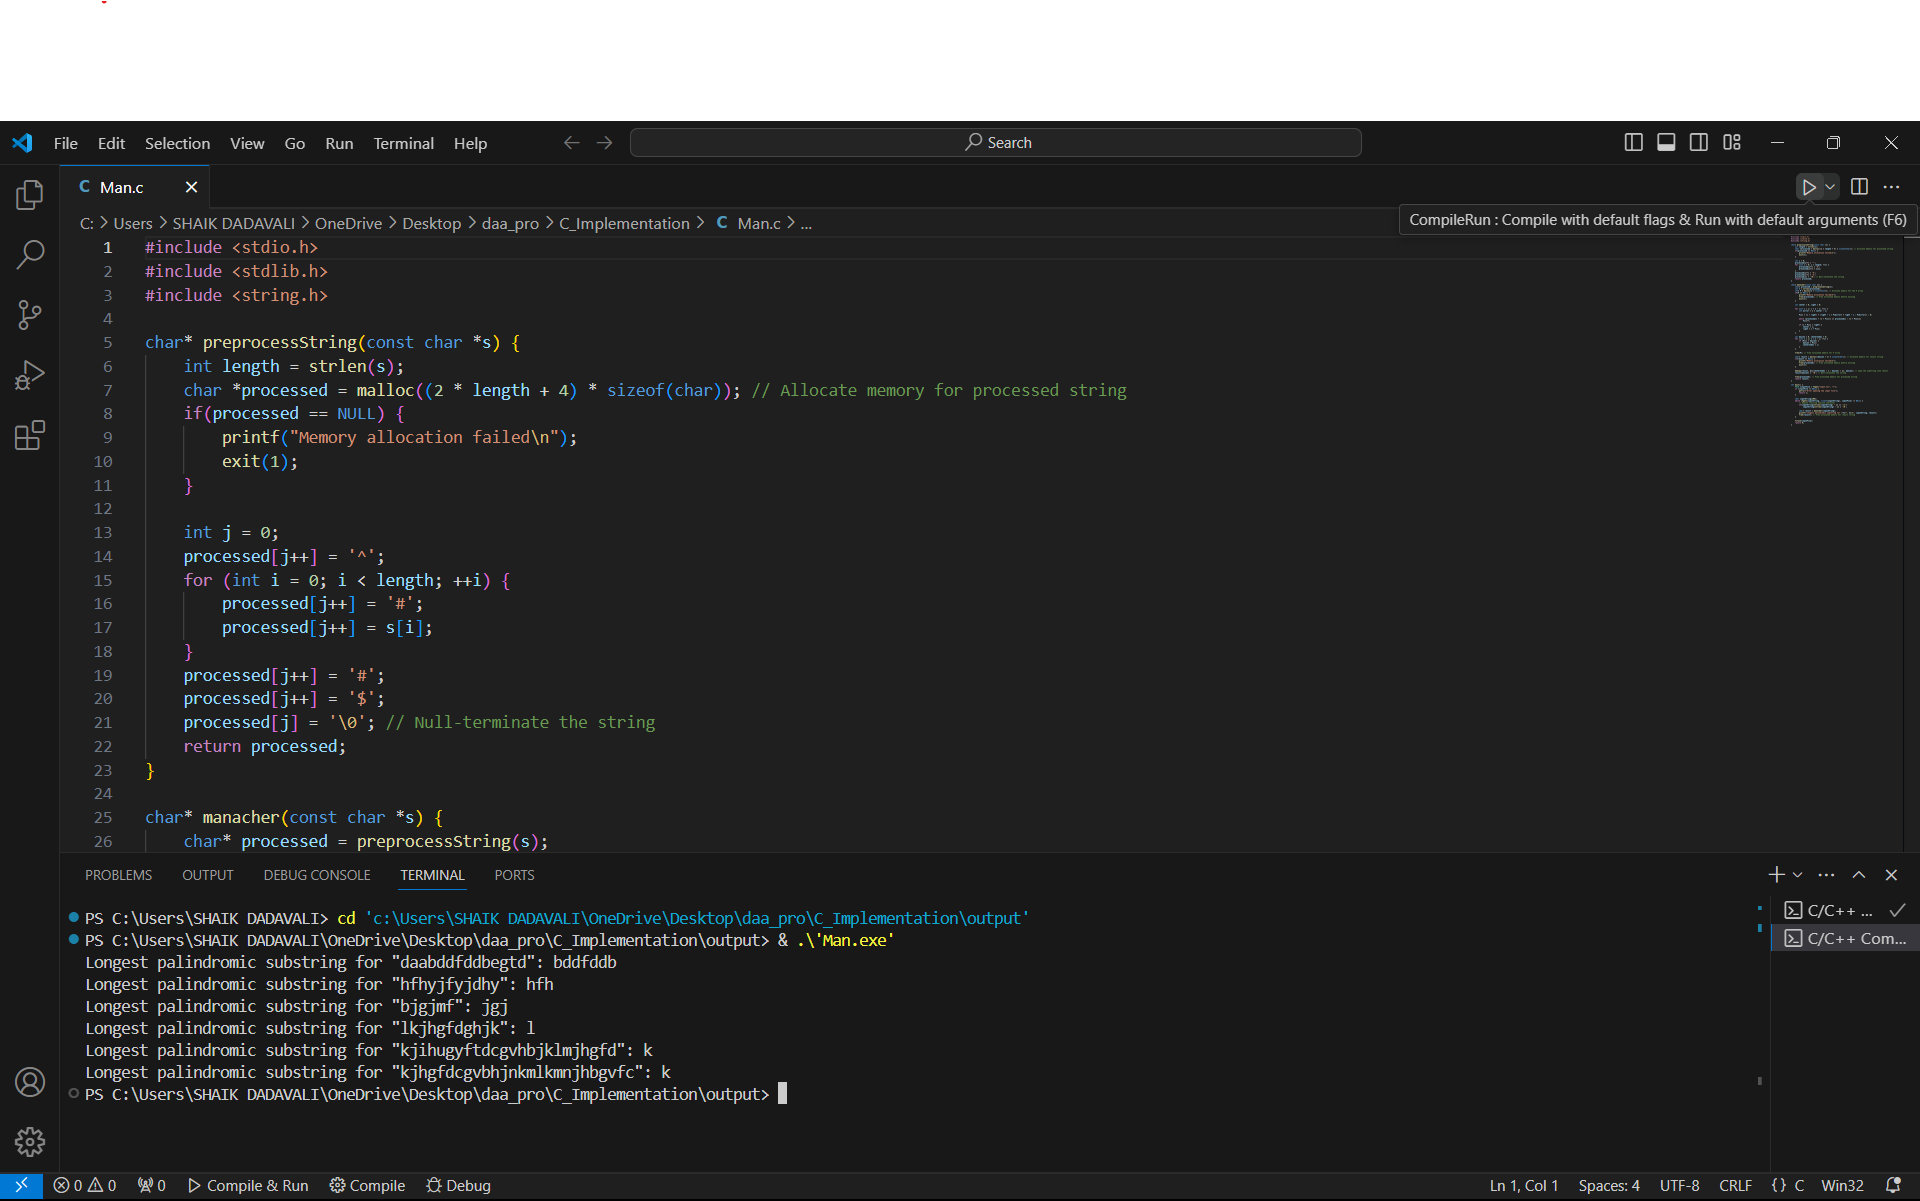 File Edit Selection View Go Run Terminal Help
Search
C Man.c
CompileRun : Compile with default flags & Run with default arguments (F6)
C: > Users > SHAIK DADAVALI > OneDrive > Desktop > daa_pro > C_Implementation > C Man.c > ...
1 #include <stdio.h>
2 #include <stdlib.h>
3 #include <string.h>
4
5 char* preprocessString(const char *s) {
6 int length = strlen(s);
7 char *processed = malloc((2 * length + 4) * sizeof(char)); // Allocate memory for processed string
8 if(processed == NULL) {
9 printf("Memory allocation failed\n");
10 exit(1);
11 }
12
13 int j = 0;
14 processed[j++] = '^';
15 for (int i = 0; i < length; ++i) {
16 processed[j++] = '#';
17 processed[j++] = s[i];
18 }
19 processed[j++] = '#';
20 processed[j++] = '$';
21 processed[j] = '\0'; // Null-terminate the string
22 return processed;
23 }
24
25 char* manacher(const char *s) {
26 char* processed = preprocessString(s);
PROBLEMS OUTPUT DEBUG CONSOLE TERMINAL PORTS
PS C:\Users\SHAIK DADAVALI> cd 'c:\Users\SHAIK DADAVALI\OneDrive\Desktop\daa_pro\C_Implementation\output'
PS C:\Users\SHAIK DADAVALI\OneDrive\Desktop\daa_pro\C_Implementation\output> & .\'Man.exe'
Longest palindromic substring for "daabddfddbegtd": bddfddb
Longest palindromic substring for "hfhyjfyjdhy": hfh
Longest palindromic substring for "bjgjmf": jgj
Longest palindromic substring for "lkjhgfdghjk": l
Longest palindromic substring for "kjihugyftdcgvhbjklmjhgfd": k
Longest palindromic substring for "kjhgfdcgvbhjnkmlkmnjhbgvfc": k
PS C:\Users\SHAIK DADAVALI\OneDrive\Desktop\daa_pro\C_Implementation\output>
C/C++ ...
C/C++ Com...
0 0 0 Compile & Run Compile Debug
Ln 1, Col 1 Spaces: 4 UTF-8 CRLF {} C Win32